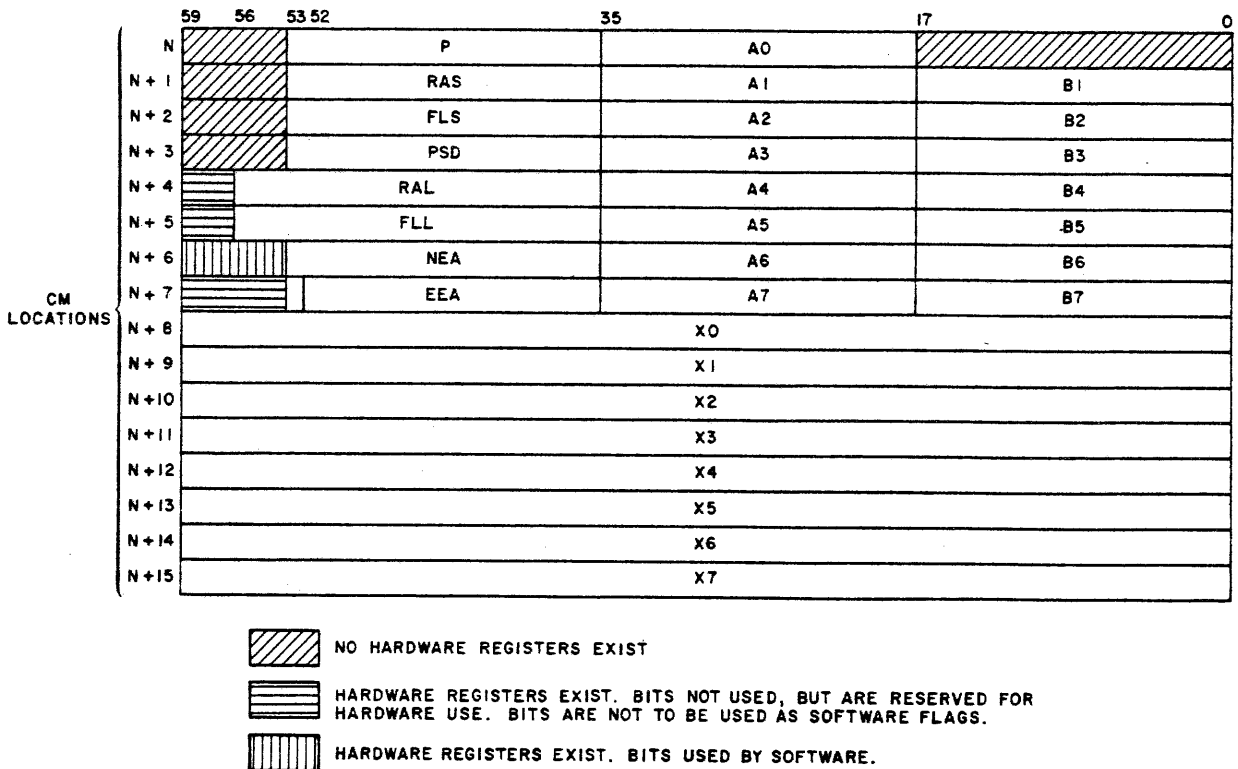 59 56 53 52 35 17 0
N P A0
N + 1 RAS A1 B1
N + 2 FLS A2 B2
N + 3 PSD A3 B3
N + 4 RAL A4 B4
N + 5 FLL A5 B5
N + 6 NEA A6 B6
N + 7 EEA A7 B7
CM
LOCATIONS
N + 8 X0
N + 9 X1
N +10 X2
N +11 X3
N +12 X4
N +13 X5
N +14 X6
N +15 X7
NO HARDWARE REGISTERS EXIST
HARDWARE REGISTERS EXIST. BITS NOT USED, BUT ARE RESERVED FOR
HARDWARE USE. BITS ARE NOT TO BE USED AS SOFTWARE FLAGS.
HARDWARE REGISTERS EXIST. BITS USED BY SOFTWARE.